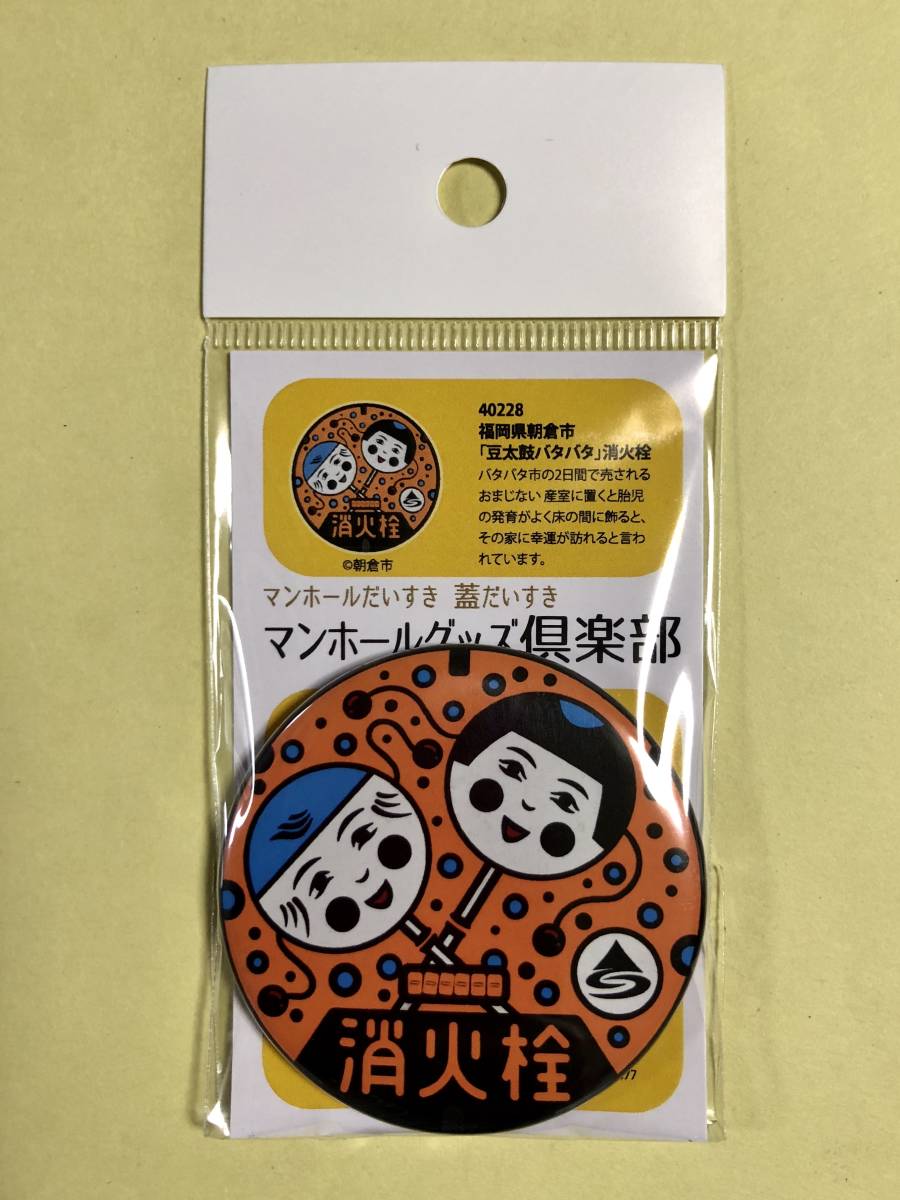 40228
福岡県朝倉市
「豆太鼓バタバタ」消火栓
バタバタ市の2日間で売される
おまじない 産室に置くと胎児
の発育がよく床の間に飾ると、
その家に幸運が訪れると言わ
れています。
消火栓
©朝倉市
マンホールだいすき 蓋だいすき
マンホールグッズ倶楽部
消火栓